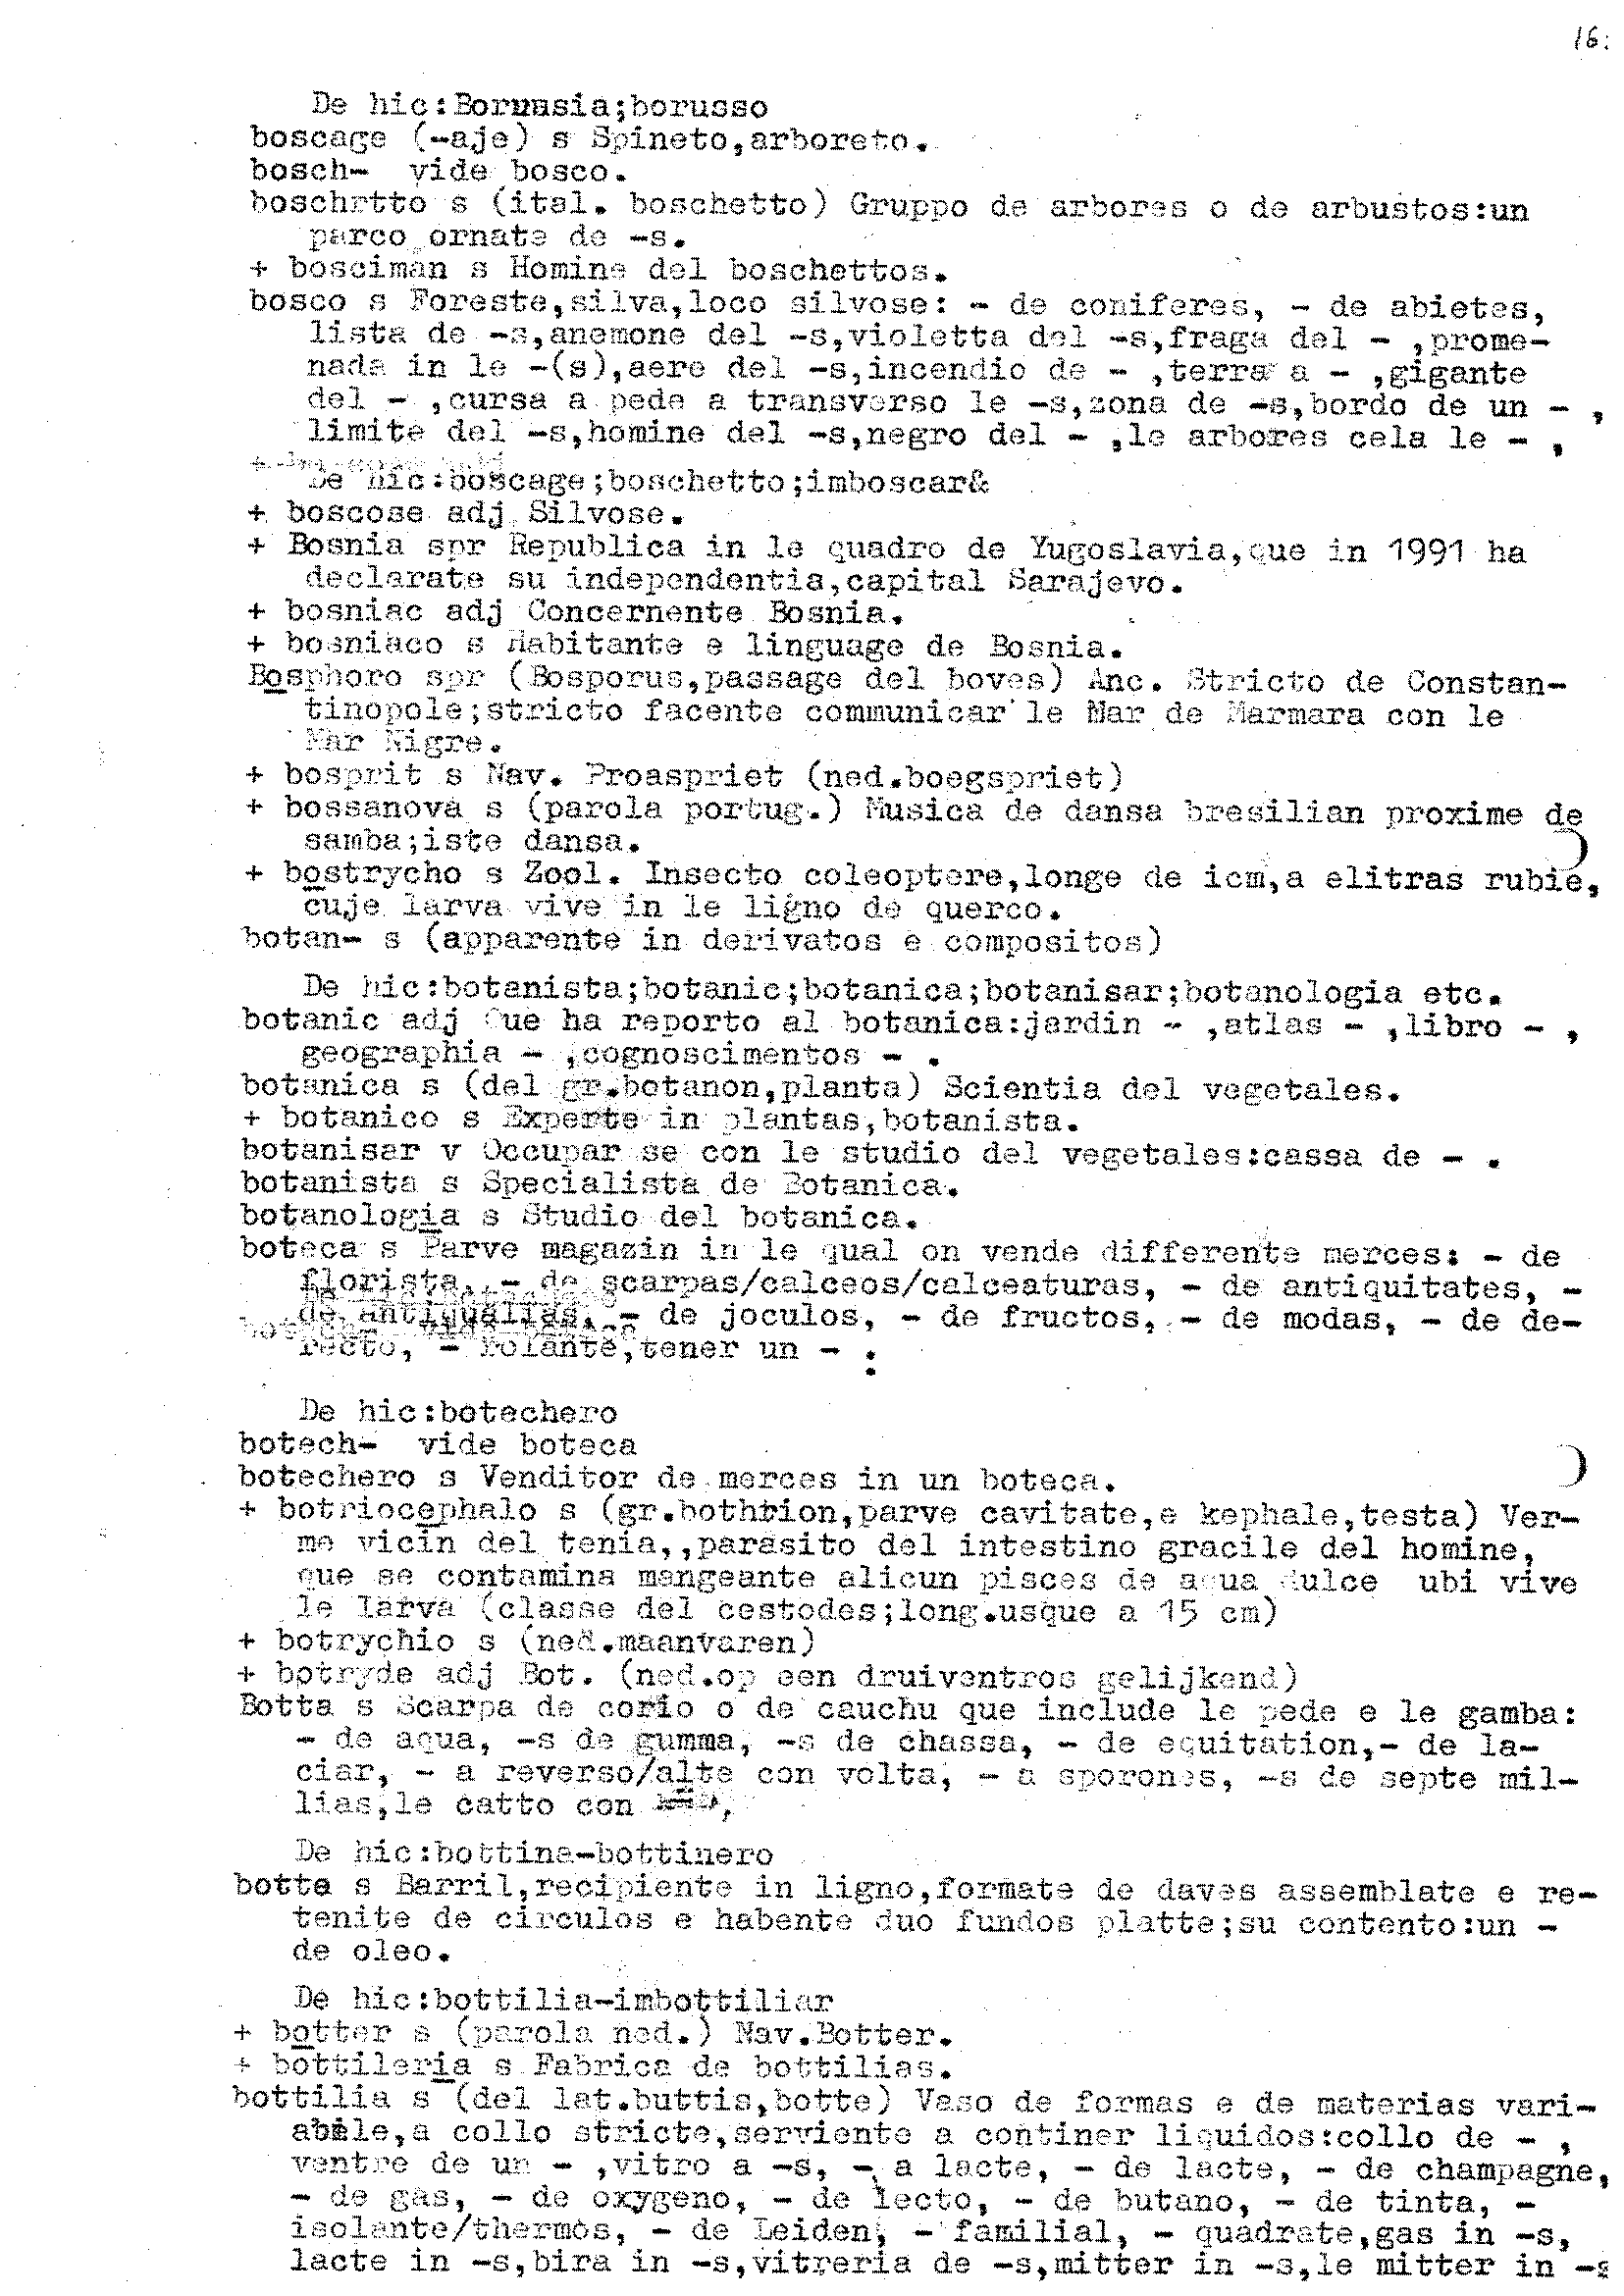 16:
De hic:Borunsia;borusso
boscage (-aje) s Spineto,arboreto.
bosch- vide bosco.
boschrtto s (ital. boschetto) Gruppo de arbores o de arbustos:un
parco ornate de -s.
+ bosciman s Homine del boschettos.
bosco s Foreste,silva,loco silvose: - de coniferes, - de abietes,
lista de -s,anemone del -s,violetta del -s,fraga del - ,prome-
nada in le -(s),aere del -s,incendio de - ,terra a - ,gigante
del - ,cursa a pede a transverso le -s,zona de -s,bordo de un - ,
limite del -s,homine del -s,negro del - ,le arbores cela le - ,
De hic:boscage;boschetto;imboscar&
+ boscose adj Silvose.
+ Bosnia spr Republica in le quadro de Yugoslavia,que in 1991 ha
declarate su independentia,capital Sarajevo.
+ bosniac adj Concernente Bosnia.
+ bosniaco s Habitante e linguage de Bosnia.
Bosphoro spr (Bosporus,passage del boves) Anc. Stricto de Constan-
tinopole;stricto facente communicar le Mar de Marmara con le
Mar Nigre.
+ bosprit s Nav. Proaspriet (ned.boegspriet)
+ bossanova s (parola portug.) Musica de dansa bresilian proxime de
samba;iste dansa.
+ bostrycho s Zool. Insecto coleoptere,longe de icm,a elitras rubie,
cuje larva vive in le ligno de querco.
botan- s (apparente in derivatos e compositos)
De hic:botanista;botanic;botanica;botanisar;botanologia etc.
botanic adj Que ha reporto al botanica:jardin - ,atlas - ,libro - ,
geographia - ,cognoscimentos - .
botanica s (del gr.botanon,planta) Scientia del vegetales.
+ botanico s Experte in plantas,botanista.
botanisar v Occupar se con le studio del vegetales:cassa de - .
botanista s Specialista de Botanica.
botanologia s Studio del botanica.
boteca s Parve magazin in le qual on vende differente merces: - de
florista, - de scarpas/calceos/calceaturas, - de antiquitates, -
de antiqualias, - de joculos, - de fructos, - de modas, - de de-
recto, - rolante,tener un - :
De hic:botechero
botech- vide boteca
botechero s Venditor de merces in un boteca.
+ botriocephalo s (gr.bothrion,parve cavitate,e kephale,testa) Ver-
me vicin del tenia,,parasito del intestino gracile del homine,
que se contamina mangeante alicun pisces de aqua dulce ubi vive
le larva (classe del cestodes;long.usque a 15 cm)
+ botrychio s (ned.maanvaren)
+ botryde adj Bot. (ned.op een druiventros gelijkend)
Botta s Scarpa de corio o de cauchu que include le pede e le gamba:
- de aqua, -s de gumma, -s de chassa, - de equitation,- de la-
ciar, - a reverso/alte con volta, - a sporones, -s de septe mil-
lias,le catto con
De hic:bottina-bottinero
botte s Barril,recipiente in ligno,formate de daves assemblate e re-
tenite de circulos e habente duo fundos platte;su contento:un -
de oleo.
De hic:bottilia-imbottiliar
+ botter s (parola ned.) Nav.Botter.
+ bottileria s Fabrica de bottilias.
bottilia s (del lat.buttis,botte) Vaso de formas e de materias vari-
abile,a collo stricte,serviente a continer liquidos:collo de - ,
ventre de un - ,vitro a -s, - a lacte, - de lacte, - de champagne,
- de gas, - de oxygeno, - de lecto, - de butano, - de tinta, -
isolante/thermos, - de Leiden, - familial, - quadrate,gas in -s,
lacte in -s,bira in -s,vitreria de -s,mitter in -s,le mitter in -s